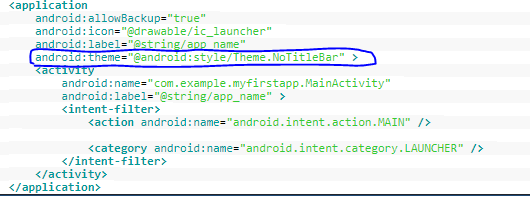 <application
android:allowBackup="true"
android:icon="@drawable/ic_launcher"
android:label="@string/app_name"
android:theme="@android:style/Theme.NoTitleBar" >
<activity
android:name="com.example.myfirstapp.MainActivity"
android:label="@string/app_name" >
<intent-filter>
<action android:name="android.intent.action.MAIN" />
<category android:name="android.intent.category.LAUNCHER" />
</intent-filter>
</activity>
</application>